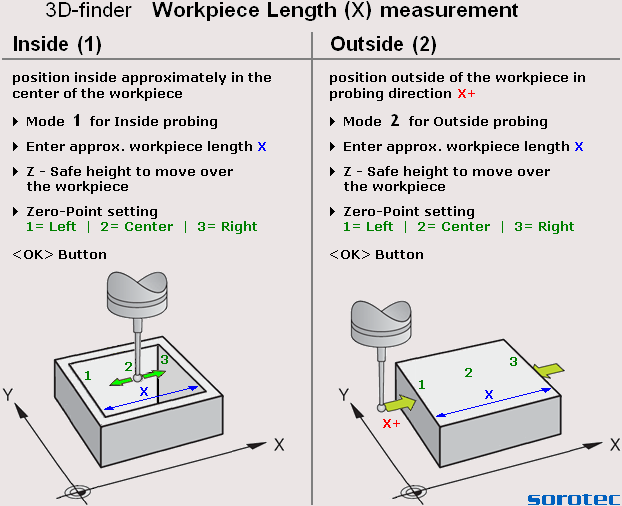 3D-finder Workpiece Length (X) measurement
Inside (1)
position inside approximately in the
center of the workpiece
Mode 1 for Inside probing
Enter approx. workpiece length X
Z - Safe height to move over
the workpiece
Zero-Point setting
1= Left | 2= Center | 3= Right
<OK> Button
1
2
3
X
Y
X
Outside (2)
position outside of the workpiece in
probing direction X+
Mode 2 for Outside probing
Enter approx. workpiece length X
Z - Safe height to move over
the workpiece
Zero-Point setting
1= Left | 2= Center | 3= Right
<OK> Button
1
2
3
X
X+
Y
X
sorotec